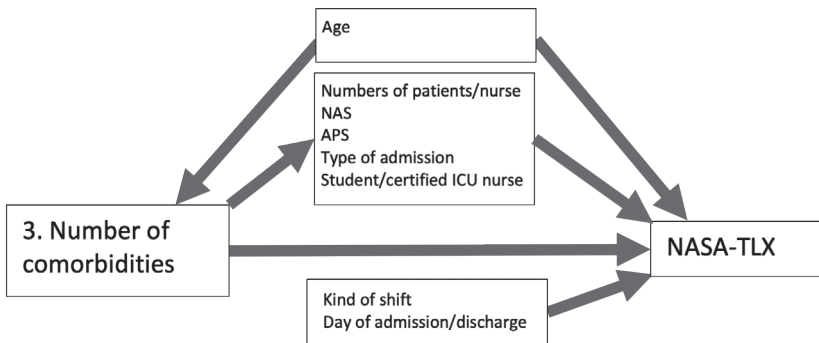 Age
Numbers of patients/nurse
NAS
APS
Type of admission
Student/certified ICU nurse
3. Number of
comorbidities
NASA-TLX
Kind of shift
Day of admission/discharge